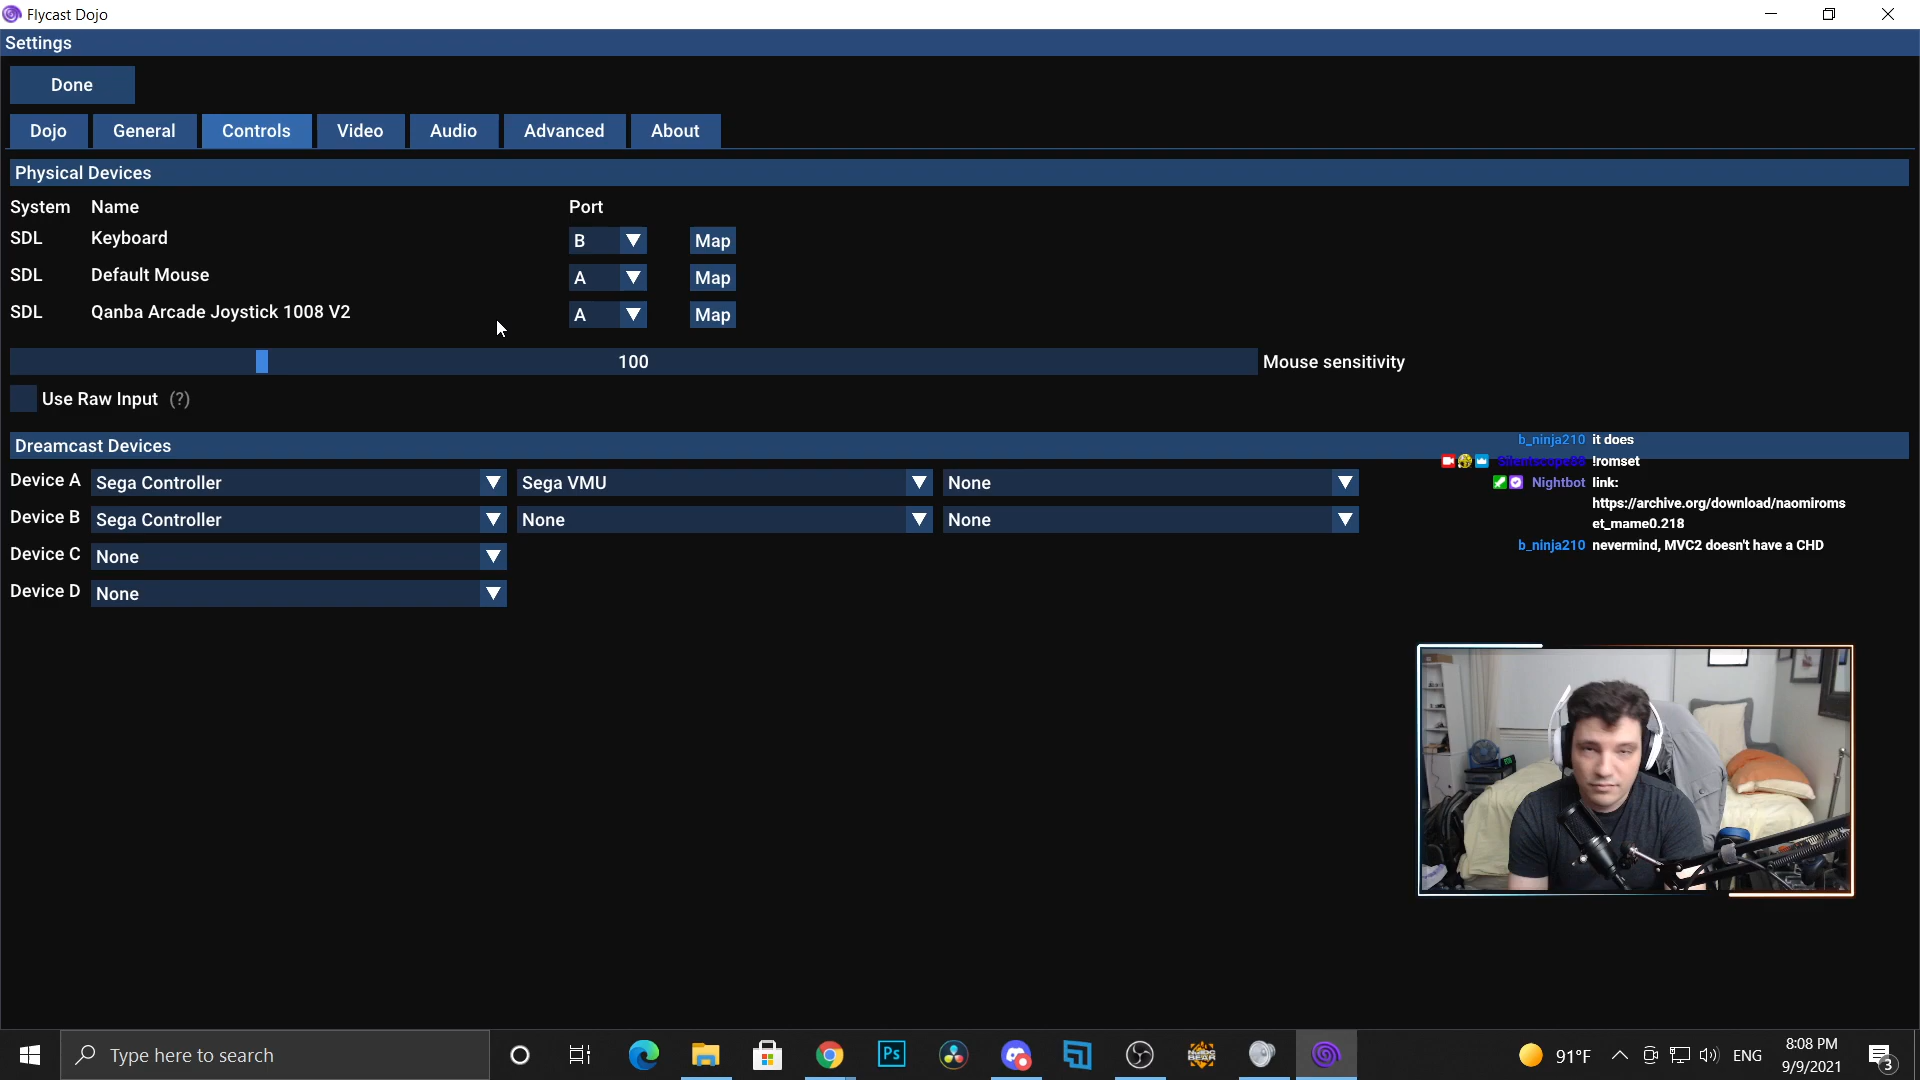 Flycast Dojo
Settings
Done
Dojo General Controls Video Audio Advanced About
Physical Devices
System Name Port
SDL Keyboard B Map
SDL Default Mouse A Map
SDL Qanba Arcade Joystick 1008 V2 A Map
100 Mouse sensitivity
Use Raw Input (?)
Dreamcast Devices
Device A Sega Controller Sega VMU None
Device B Sega Controller None None
Device C None
Device D None
b_ninja210 it does
Silentscope88 !romset
Nightbot link:
https://archive.org/download/naomiroms
et_mame0.218
b_ninja210 nevermind, MVC2 doesn't have a CHD
Type here to search
Ps
91°F
ENG
8:08 PM
9/9/2021
3